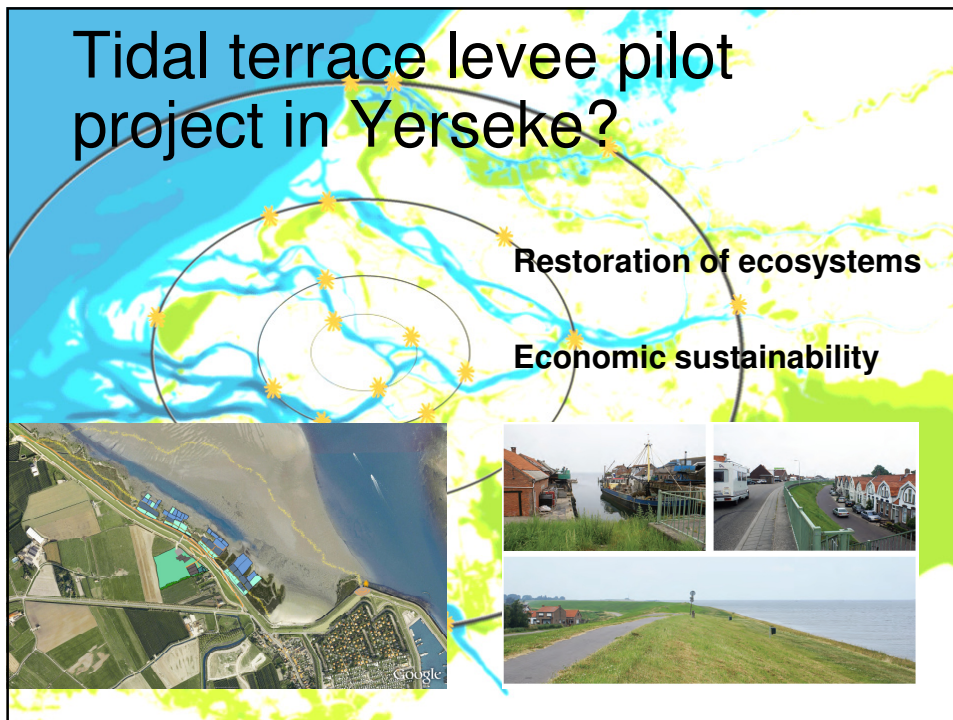 Tidal terrace levee pilot
project in Yerseke?
Restoration of ecosystems
Economic sustainability
Google